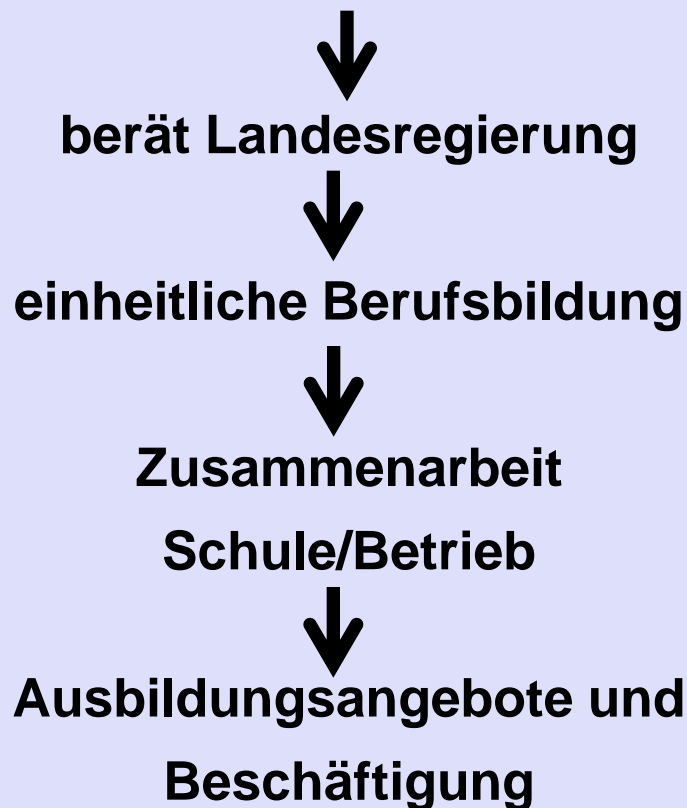 berät Landesregierung
einheitliche Berufsbildung
Zusammenarbeit
Schule/Betrieb
Ausbildungsangebote und
Beschäftigung